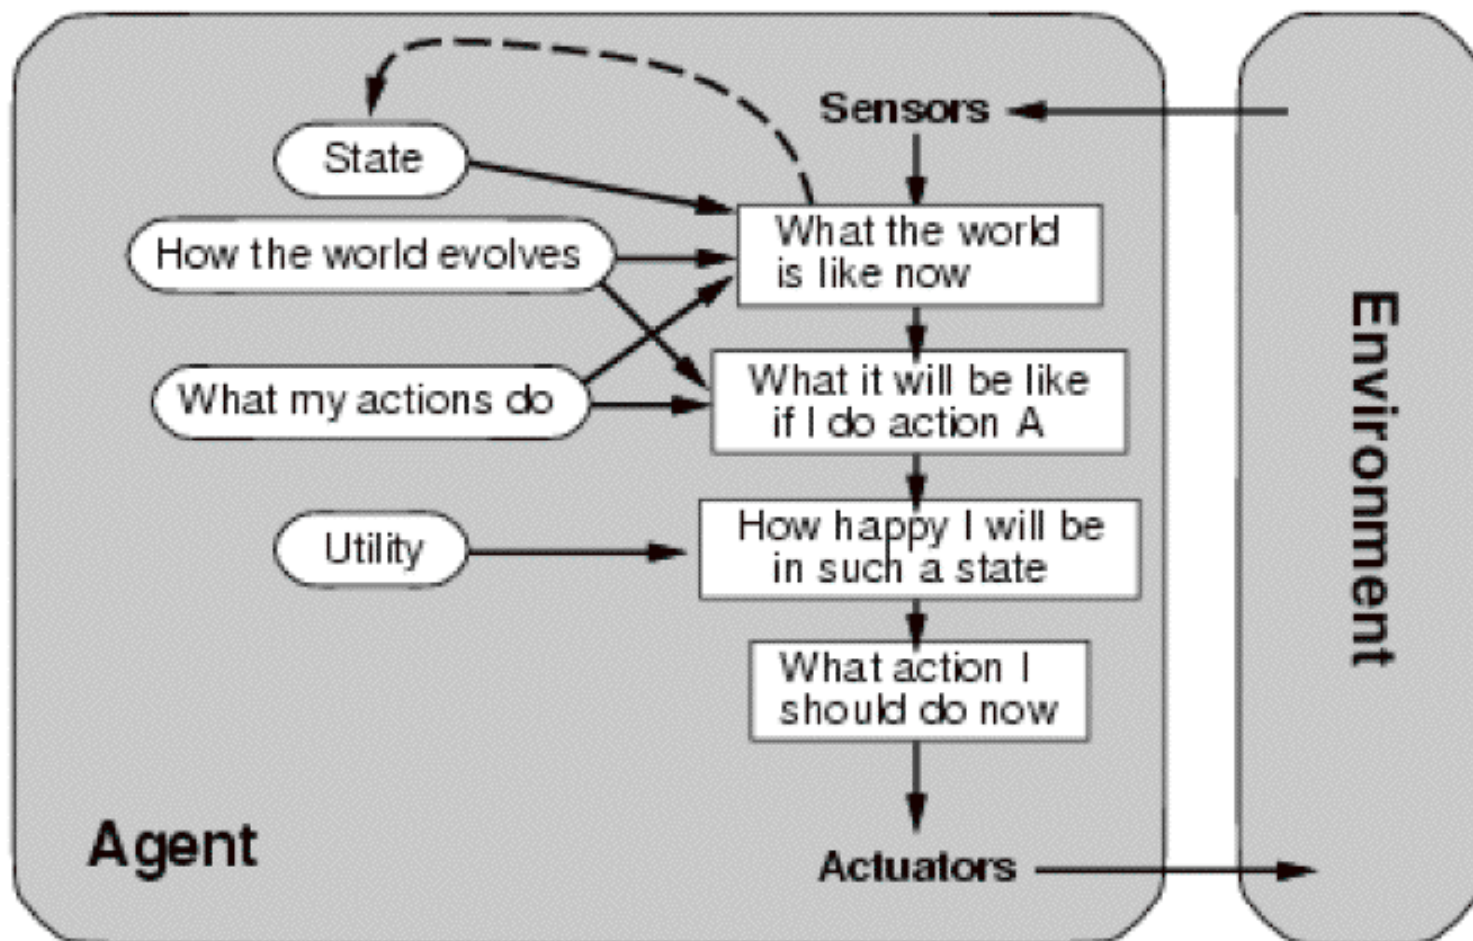 Sensors
State
What the world
is like now
How the world evolves
What it will be like
if I do action A
What my actions do
How happy I will be
in such a state
Utility
What action I
should do now
Agent
Actuators
Environment